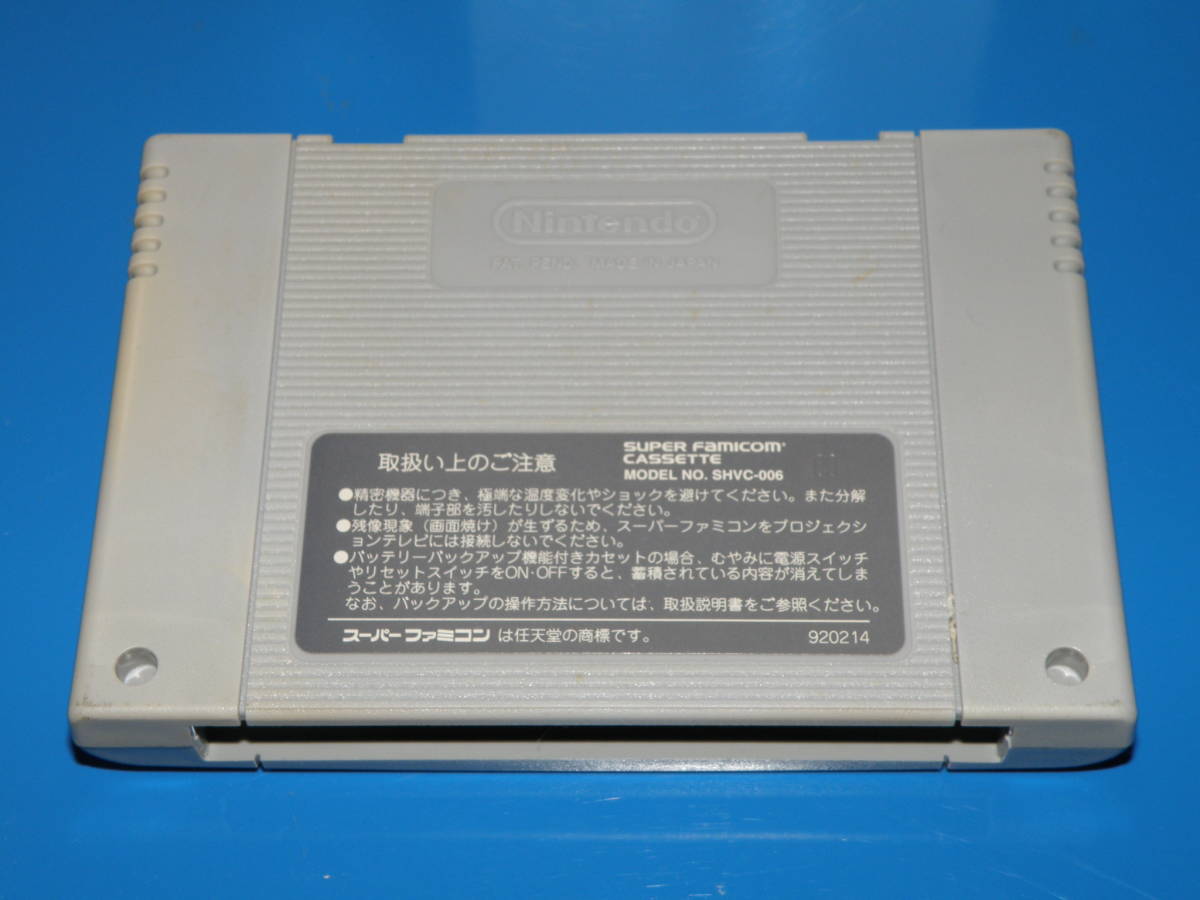 Nintendo
PAT. PEND. MADE IN JAPAN
取扱い上のご注意
SUPER FAMICOM
CASSETTE
MODEL NO. SHVC-006
●精密機器につき、極端な温度変化やショックを避けてください。また分解
したり、端子部を汚したりしないでください。
●残像現象（画面焼け）が生ずるため、スーパーファミコンをプロジェクシ
ョンテレビには接続しないでください。
●バッテリーバックアップ機能付きカセットの場合、むやみに電源スイッチ
やリセットスイッチをON·OFFすると、蓄積されている内容が消えてしま
うことがあります。
なお、バックアップの操作方法については、取扱説明書をご参照ください。
スーパーファミコン は任天堂の商標です。
920214